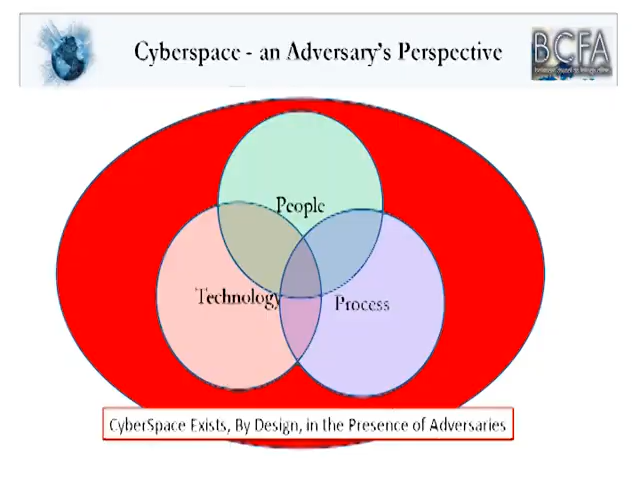 Cyberspace - an Adversary's Perspective
BCFA
People
Technology
Process
CyberSpace Exists, By Design, in the Presence of Adversaries